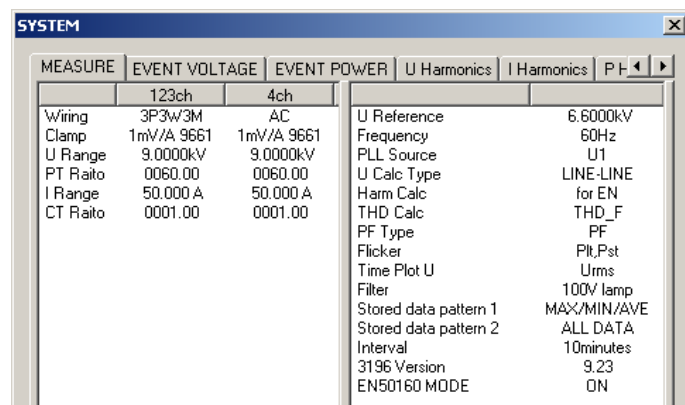 SYSTEM
MEASURE EVENT VOLTAGE EVENT POWER U Harmonics I Harmonics P H
123ch 4ch
Wiring 3P3W3M AC
Clamp 1mV/A 9661 1mV/A 9661
U Range 9.0000kV 9.0000kV
PT Raito 0060.00 0060.00
I Range 50.000 A 50.000 A
CT Raito 0001.00 0001.00
U Reference 6.6000kV
Frequency 60Hz
PLL Source U1
U Calc Type LINE-LINE
Harm Calc for EN
THD Calc THD_F
PF Type PF
Flicker Plt,Pst
Time Plot U Urms
Filter 100V lamp
Stored data pattern 1 MAX/MIN/AVE
Stored data pattern 2 ALL DATA
Interval 10minutes
3196 Version 9.23
EN50160 MODE ON